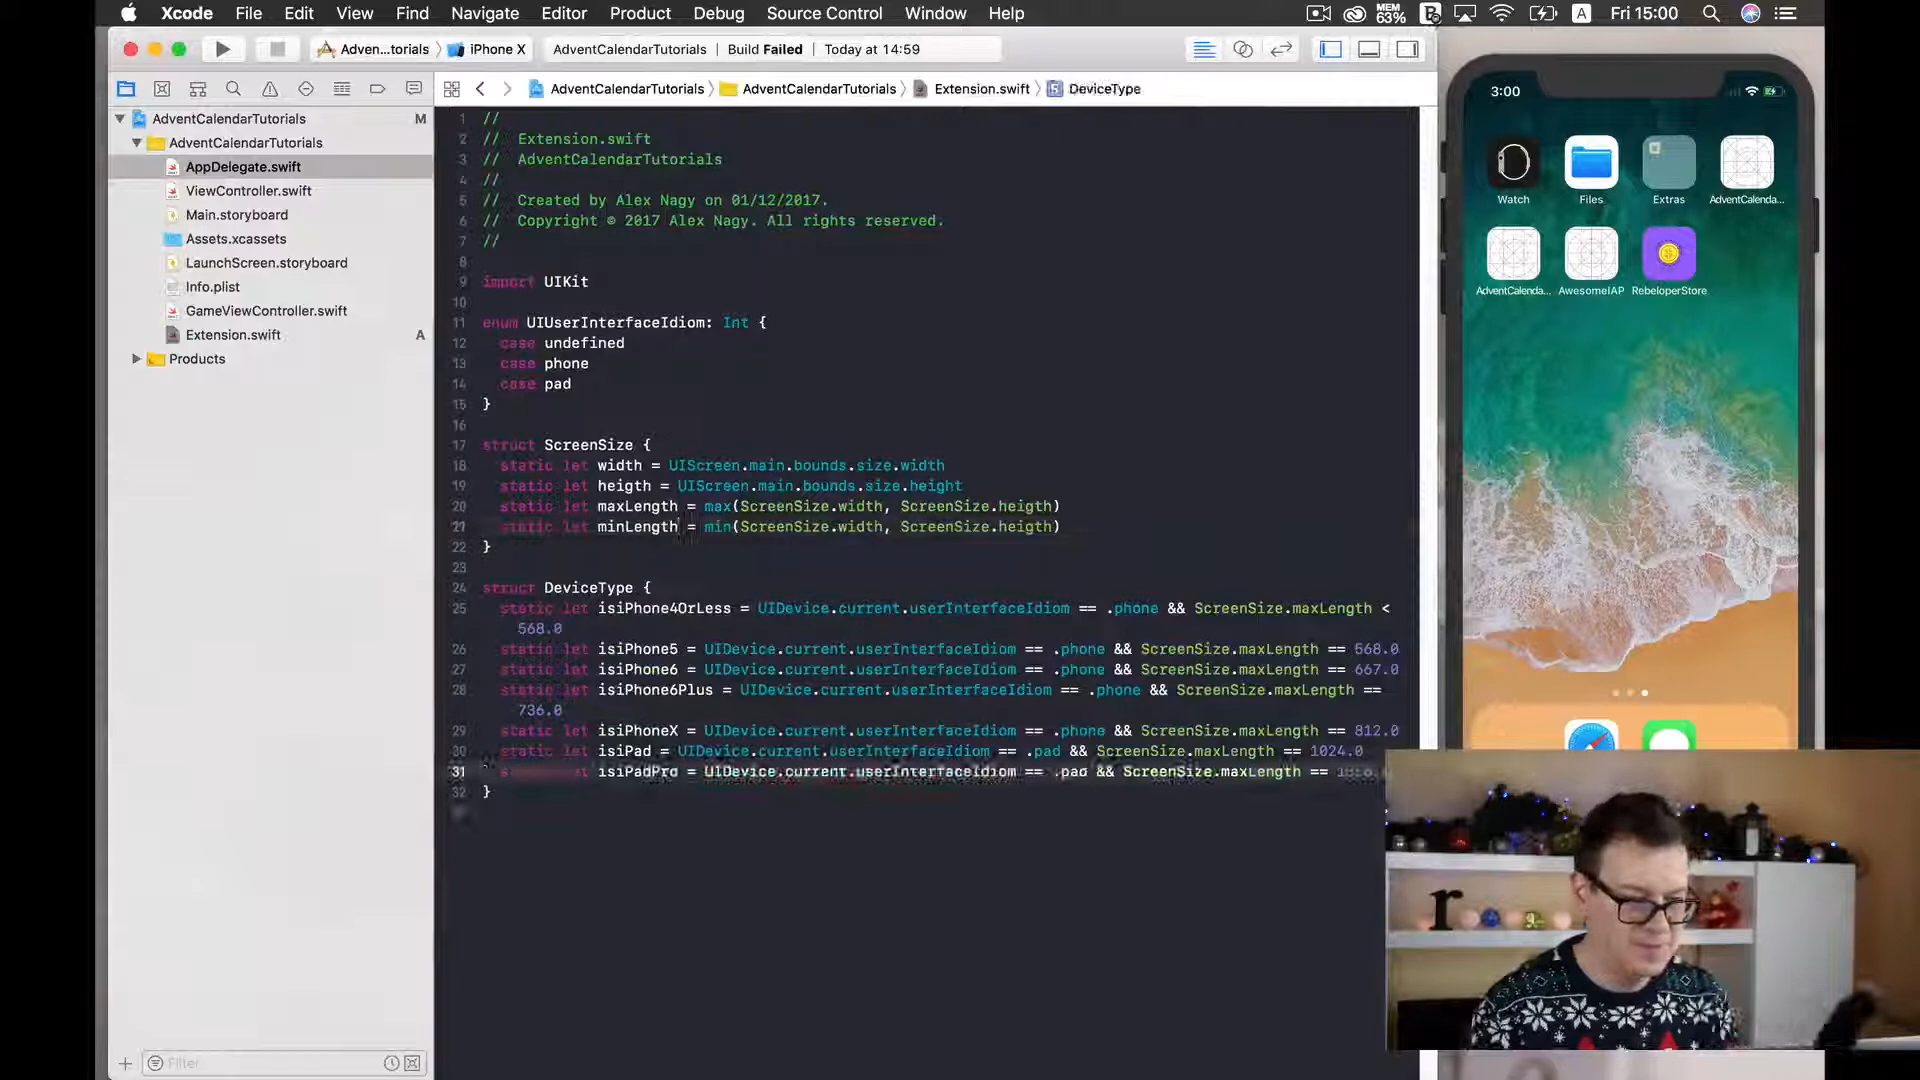 Xcode File Edit View Find Navigate Editor Product Debug Source Control Window Help MEM 63% A Fri 15:00
Adven...torials iPhone X AdventCalendarTutorials | Build Failed | Today at 14:59
AdventCalendarTutorials AdventCalendarTutorials Extension.swift DeviceType
AdventCalendarTutorials M
AdventCalendarTutorials
AppDelegate.swift
ViewController.swift
Main.storyboard
Assets.xcassets
LaunchScreen.storyboard
Info.plist
GameViewController.swift
Extension.swift A
Products
Filter
1 //
2 // Extension.swift
3 // AdventCalendarTutorials
4 //
5 // Created by Alex Nagy on 01/12/2017.
6 // Copyright © 2017 Alex Nagy. All rights reserved.
7 //
8
9 import UIKit
10
11 enum UIUserInterfaceIdiom: Int {
12 case undefined
13 case phone
14 case pad
15 }
16
17 struct ScreenSize {
18 static let width = UIScreen.main.bounds.size.width
19 static let heigth = UIScreen.main.bounds.size.height
20 static let maxLength = max(ScreenSize.width, ScreenSize.heigth)
21 static let minLength = min(ScreenSize.width, ScreenSize.heigth)
22 }
23
24 struct DeviceType {
25 static let isiPhone4OrLess = UIDevice.current.userInterfaceIdiom == .phone && ScreenSize.maxLength <
568.0
26 static let isiPhone5 = UIDevice.current.userInterfaceIdiom == .phone && ScreenSize.maxLength == 568.0
27 static let isiPhone6 = UIDevice.current.userInterfaceIdiom == .phone && ScreenSize.maxLength == 667.0
28 static let isiPhone6Plus = UIDevice.current.userInterfaceIdiom == .phone && ScreenSize.maxLength ==
736.0
29 static let isiPhoneX = UIDevice.current.userInterfaceIdiom == .phone && ScreenSize.maxLength == 812.0
30 static let isiPad = UIDevice.current.userInterfaceIdiom == .pad && ScreenSize.maxLength == 1024.0
31 let isiPadPro = UIDevice.current.userInterfaceIdiom == .pad && ScreenSize.maxLength ==
32 }
3:00
Watch Files Extras AdventCalenda...
AdventCalenda... AwesomeIAP RebeloperStore
r